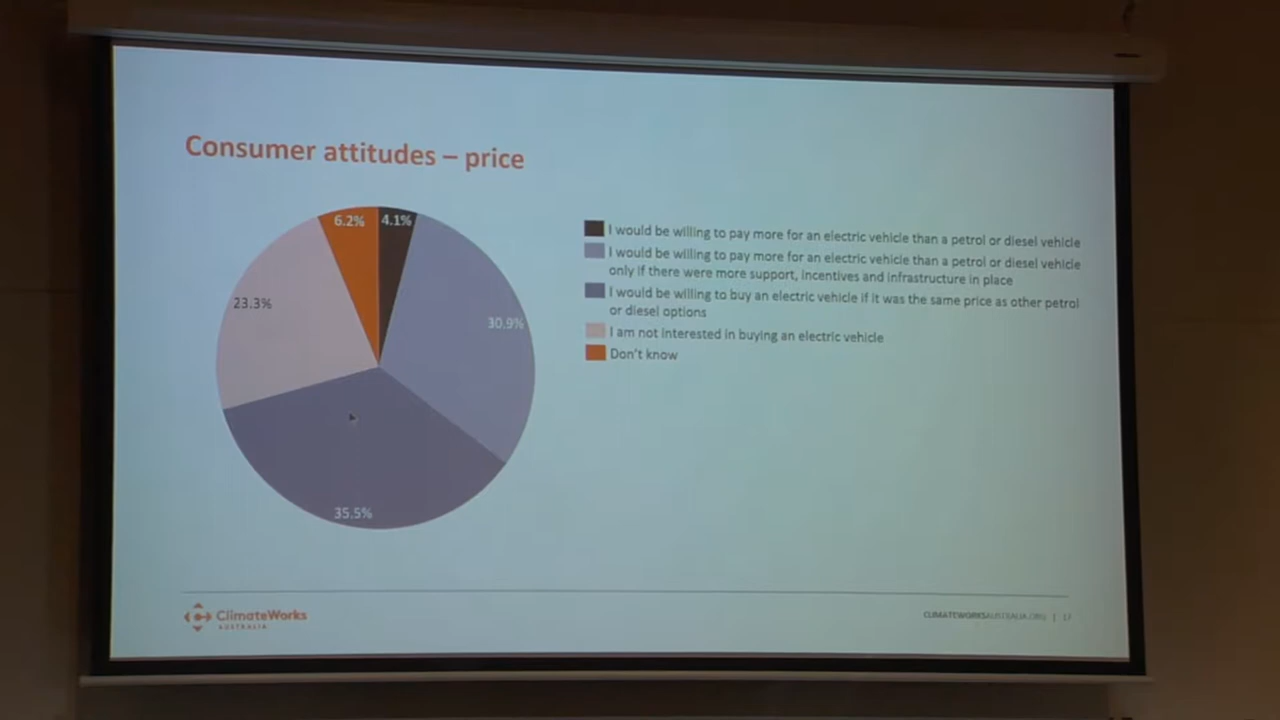 Consumer attitudes – price
6.2%
4.1%
23.3%
30.9%
35.5%
I would be willing to pay more for an electric vehicle than a petrol or diesel vehicle
I would be willing to pay more for an electric vehicle than a petrol or diesel vehicle
only if there were more support, incentives and infrastructure in place
I would be willing to buy an electric vehicle if it was the same price as other petrol
or diesel options
I am not interested in buying an electric vehicle
Don't know
ClimateWorks
AUSTRALIA
CLIMATEWORKSAUSTRALIA.ORG |